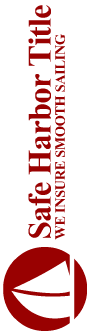 Safe Harbor Title
WE INSURE SMOOTH SAILING